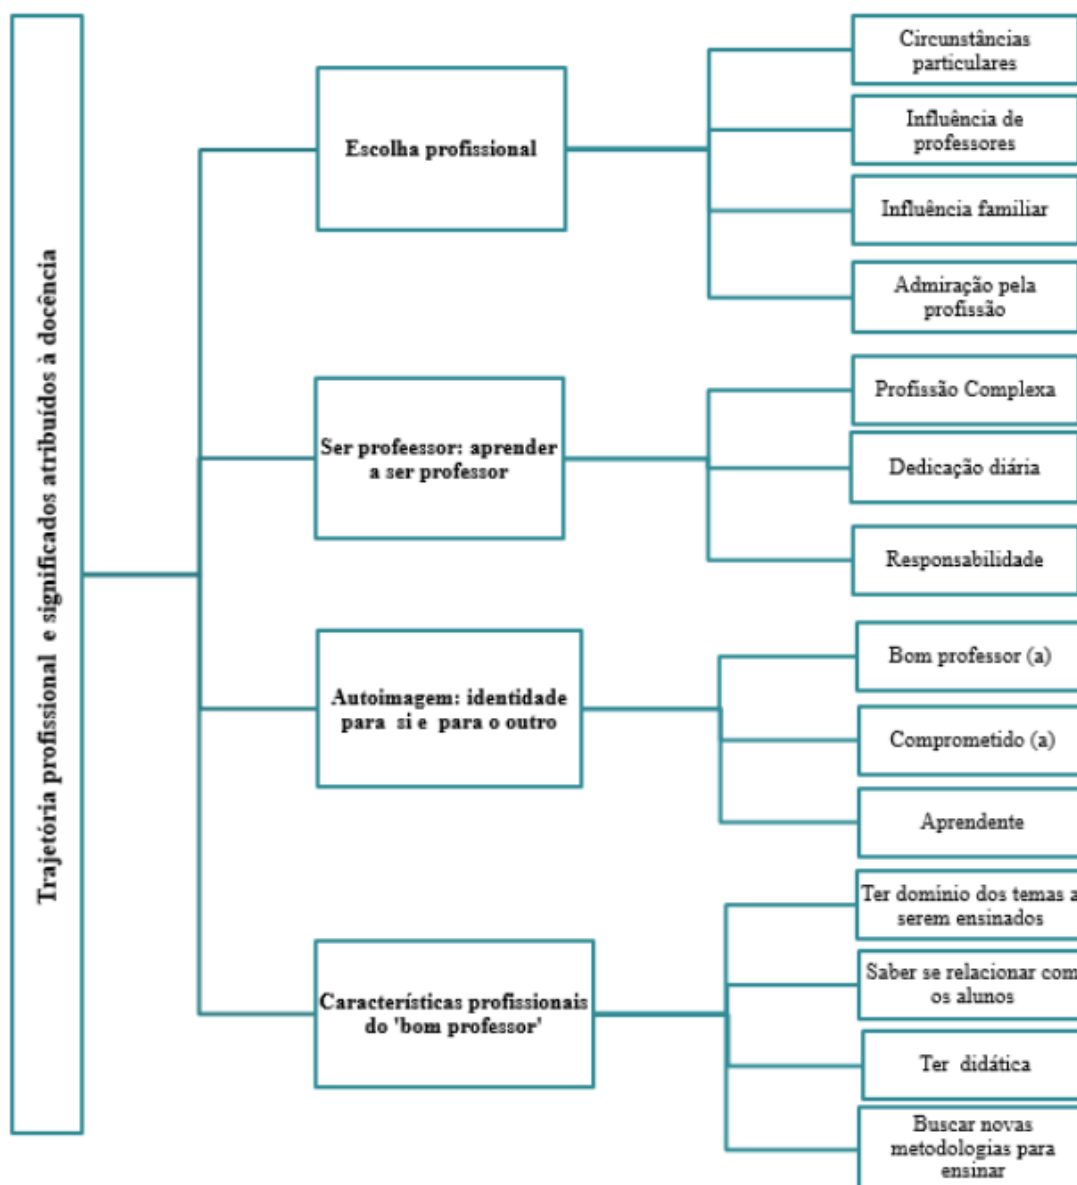 Trajetória profissional e significados atribuídos à docência
Escolha profissional
Circunstâncias
particulares
Influência de
professores
Influência familiar
Admiração pela
profissão
Ser profeessor: aprender
a ser professor
Profissão Complexa
Dedicação diária
Responsabilidade
Autoimagem: identidade
para si e para o outro
Bom professor (a)
Comprometido (a)
Aprendente
Características profissionais
do 'bom professor'
Ter domínio dos temas a
serem ensinados
Saber se relacionar com
os alunos
Ter didática
Buscar novas
metodologias para
ensinar